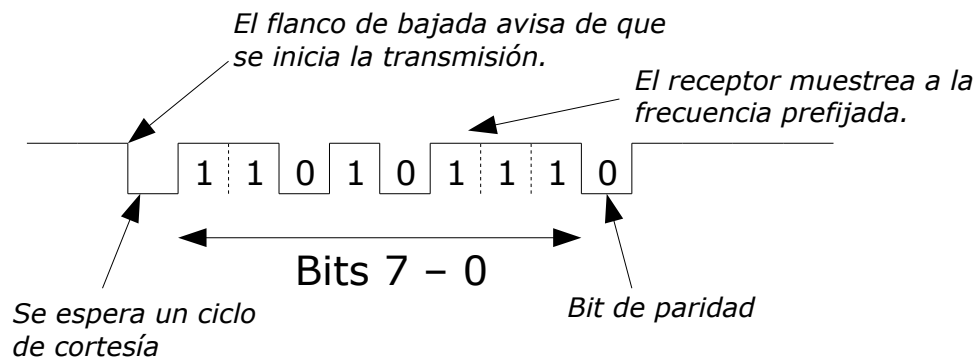 El flanco de bajada avisa de que
se inicia la transmisión.
El receptor muestrea a la
frecuencia prefijada.
1 1 0 1 0 1 1 1 0
Bits 7 – 0
Se espera un ciclo
de cortesía
Bit de paridad